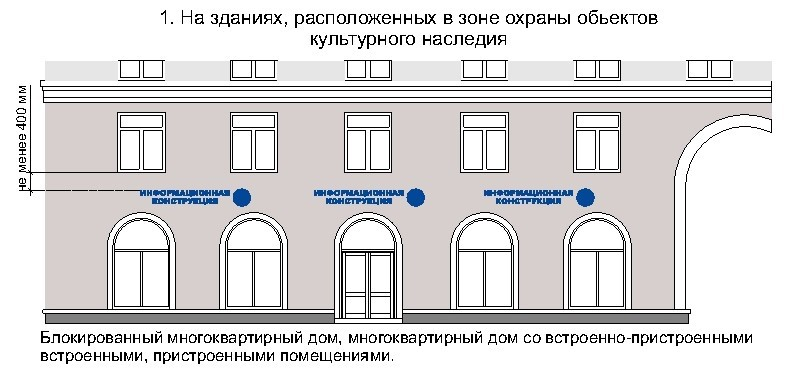 1. На зданиях, расположенных в зоне охраны обьектов
культурного наследия
не менее 400 мм
ИНФОРМАЦИОННАЯ
КОНСТРУКЦИЯ
ИНФОРМАЦИОННАЯ
КОНСТРУКЦИЯ
ИНФОРМАЦИОННАЯ
КОНСТРУКЦИЯ
Блокированный многоквартирный дом, многоквартирный дом со встроенно-пристроенными
встроенными, пристроенными помещениями.